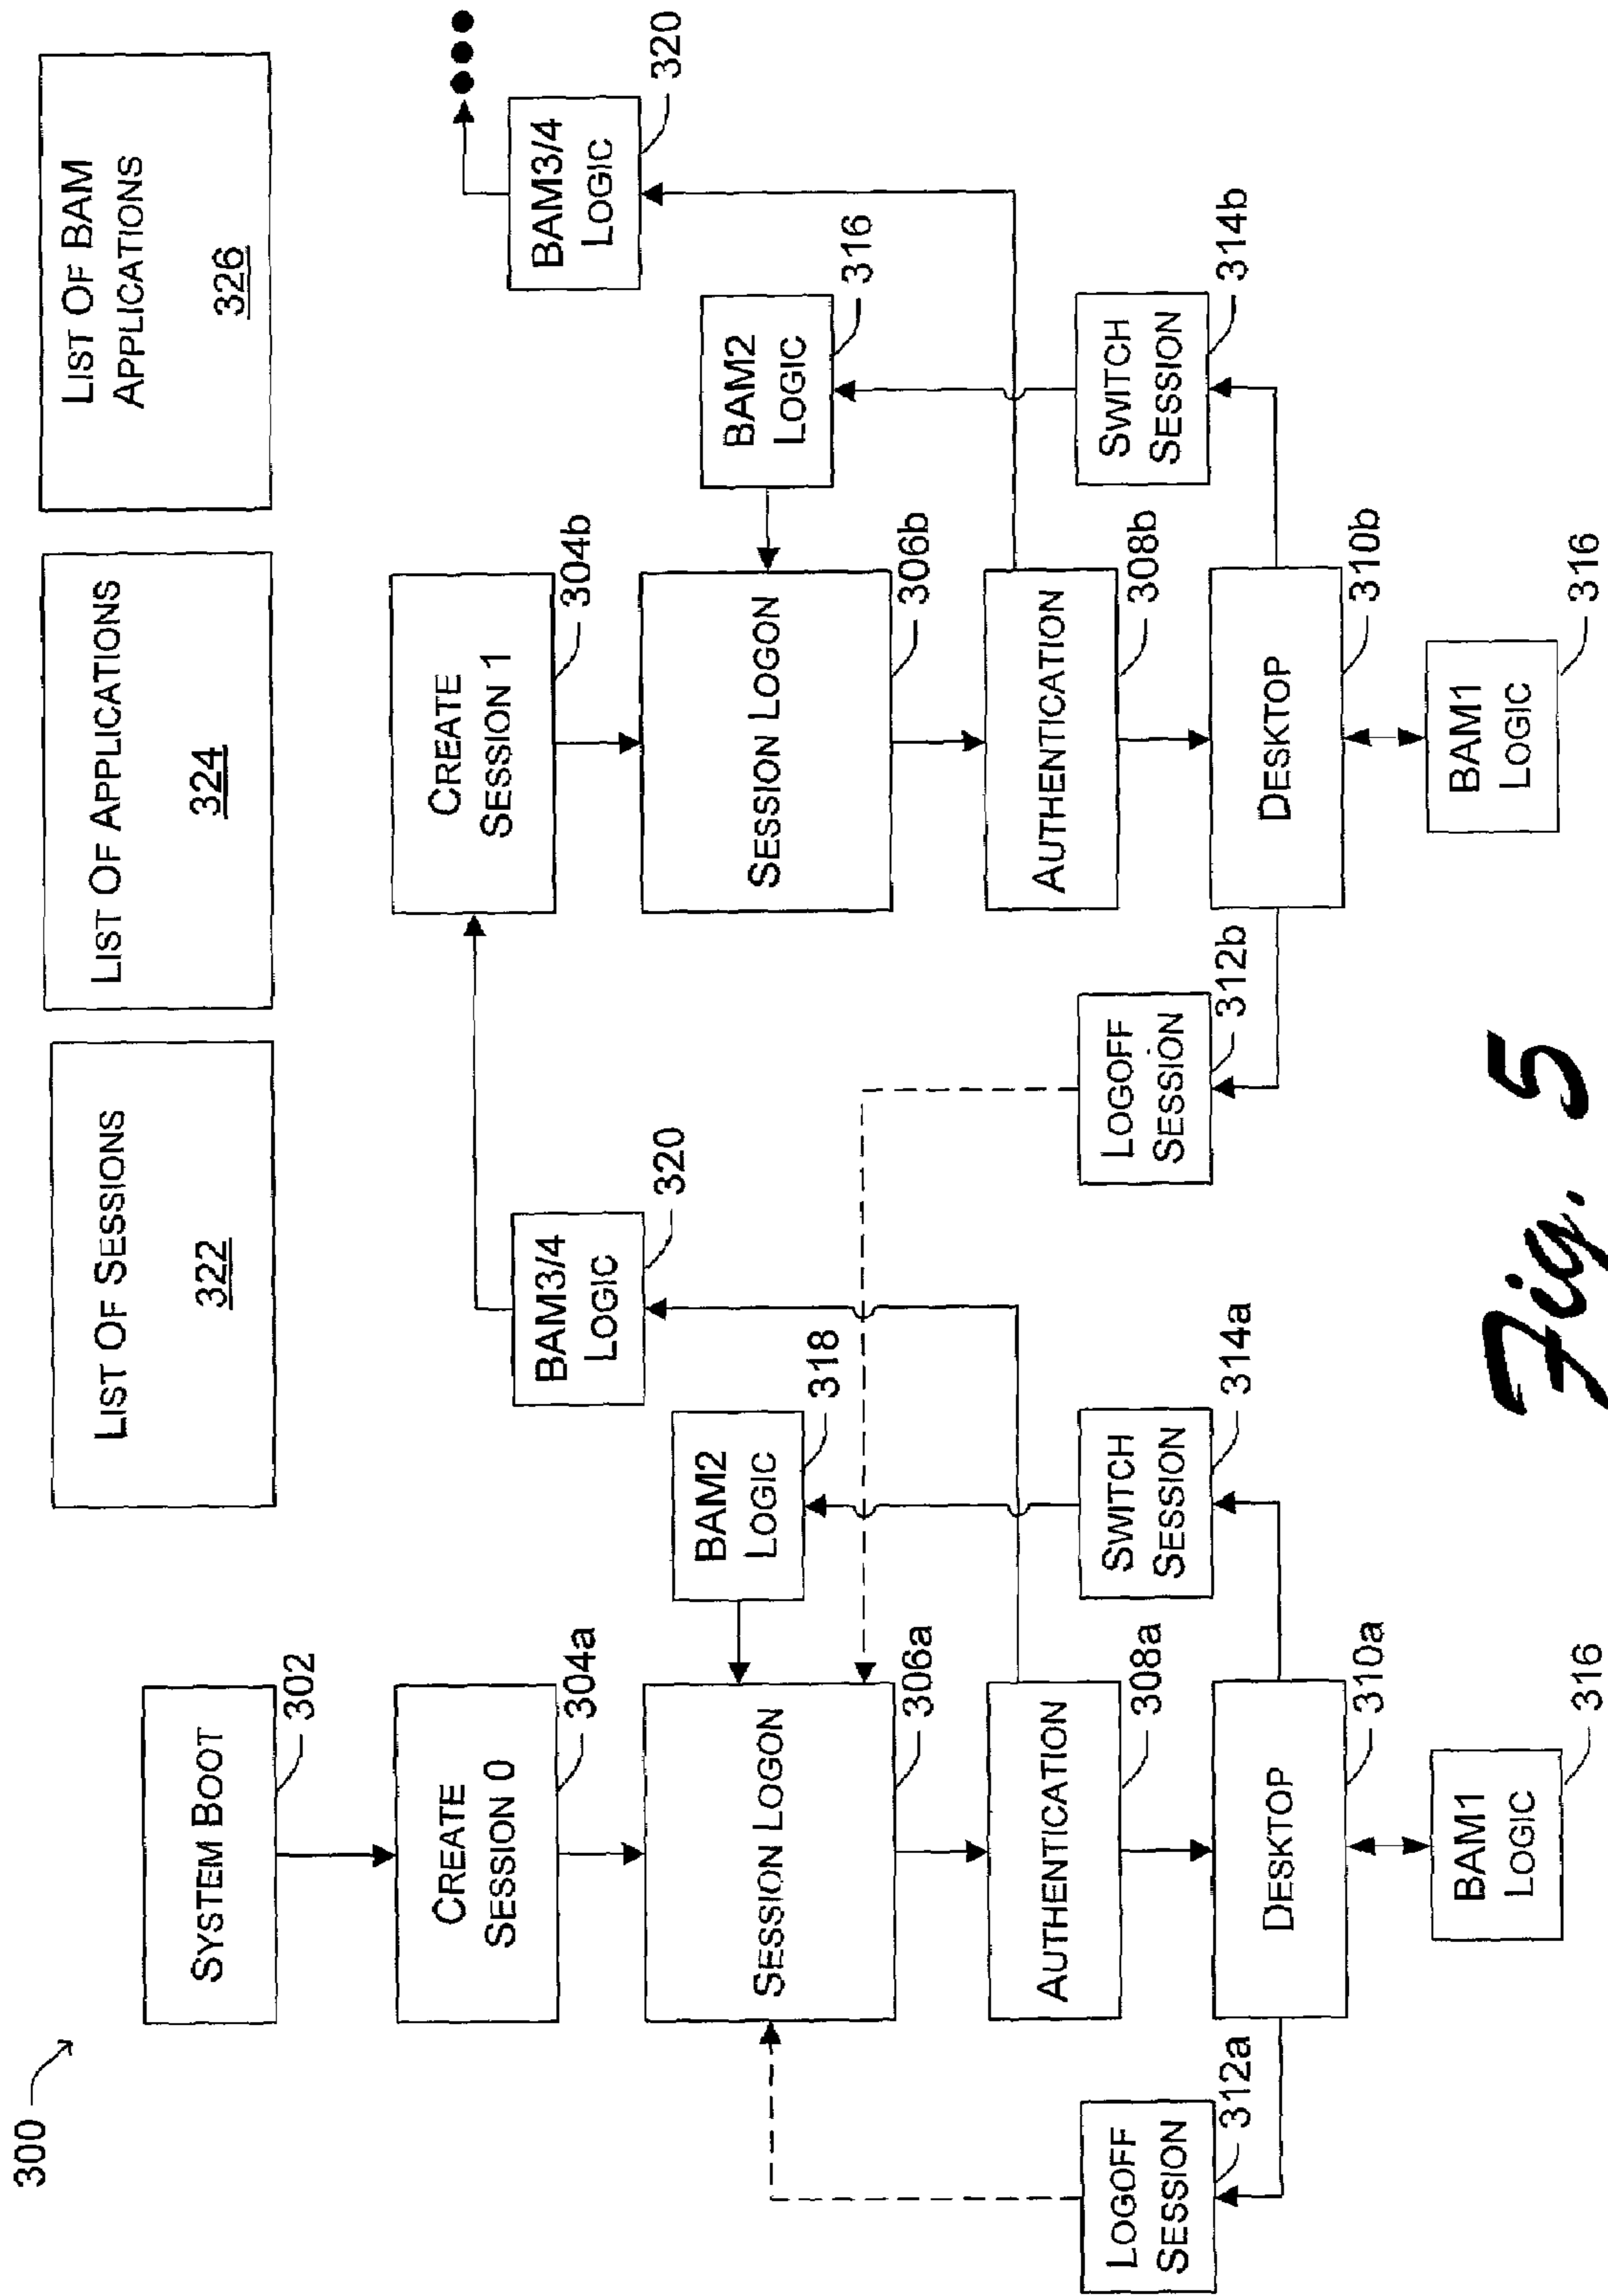 300
LIST OF SESSIONS
322
LIST OF APPLICATIONS
324
LIST OF BAM
APPLICATIONS
326
SYSTEM BOOT
302
CREATE
SESSION 0
304a
SESSION LOGON
306a
AUTHENTICATION
308a
DESKTOP
310a
BAM1
LOGIC
316
LOGOFF
SESSION
312a
SWITCH
SESSION
314a
BAM2
LOGIC
318
BAM3/4
LOGIC
320
CREATE
SESSION 1
304b
SESSION LOGON
306b
AUTHENTICATION
308b
DESKTOP
310b
BAM1
LOGIC
316
LOGOFF
SESSION
312b
SWITCH
SESSION
314b
BAM2
LOGIC
316
BAM3/4
LOGIC
320
Fig. 5